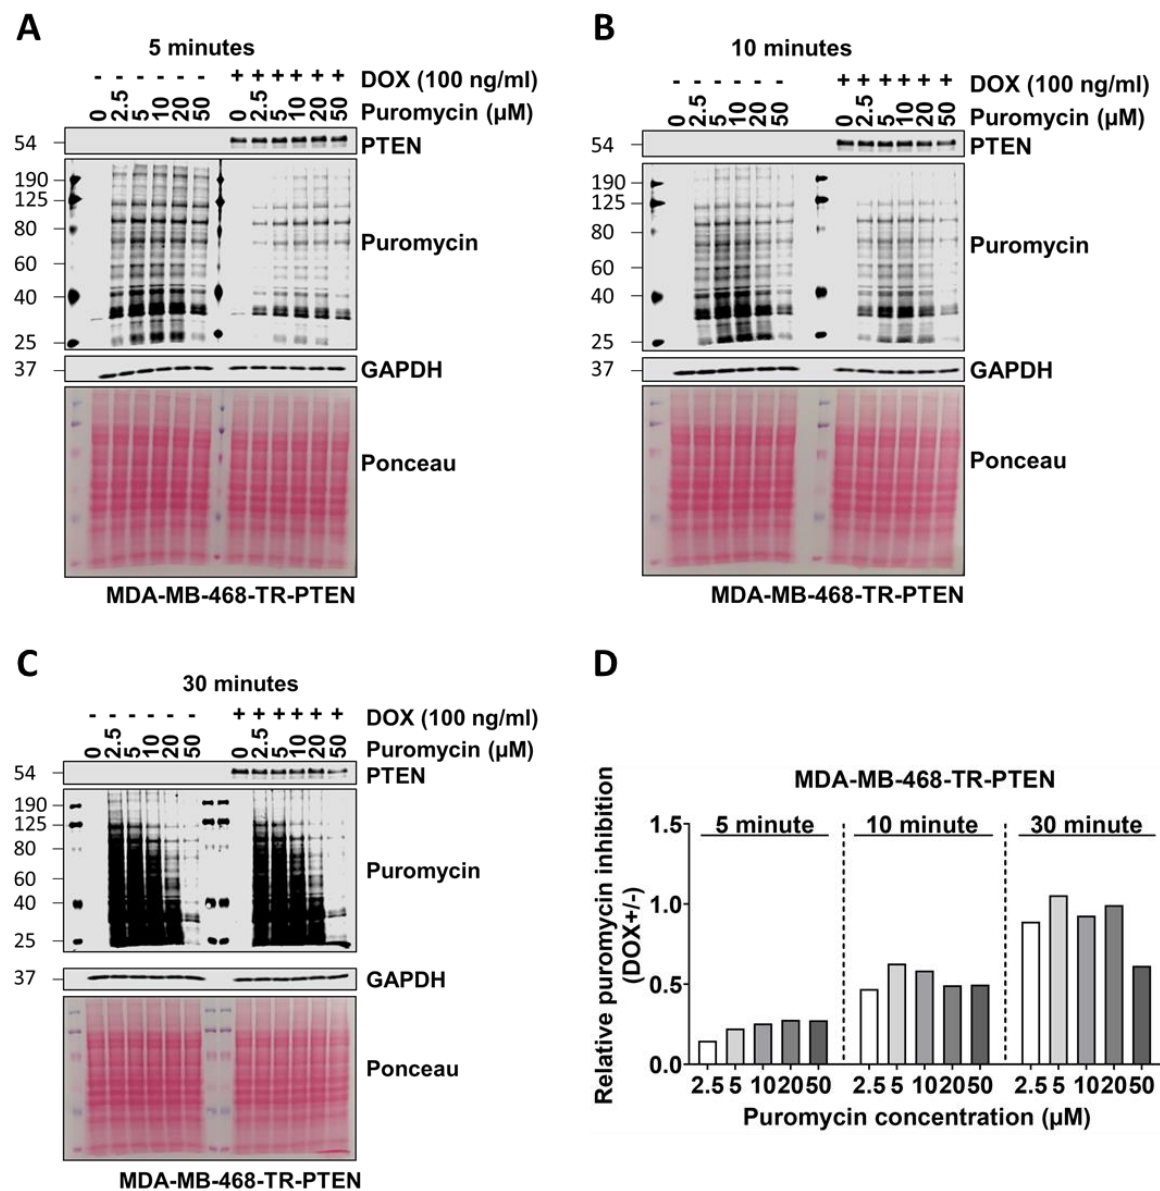 A
5 minutes
- - - - - - + + + + + + DOX (100 ng/ml)
0 2.5 5 10 20 50 0 2.5 5 10 20 50 Puromycin (µM)
54 PTEN
190
125
80 Puromycin
60
40
25
37 GAPDH
Ponceau
MDA-MB-468-TR-PTEN
B
10 minutes
- - - - - - + + + + + + DOX (100 ng/ml)
0 2.5 5 10 20 50 0 2.5 5 10 20 50 Puromycin (µM)
54 PTEN
190
125
80 Puromycin
60
40
25
37 GAPDH
Ponceau
MDA-MB-468-TR-PTEN
C
30 minutes
- - - - - - + + + + + + DOX (100 ng/ml)
0 2.5 5 10 20 50 0 2.5 5 10 20 50 Puromycin (µM)
54 PTEN
190
125
80 Puromycin
60
40
25
37 GAPDH
Ponceau
MDA-MB-468-TR-PTEN
D
MDA-MB-468-TR-PTEN
Relative puromycin inhibition
(DOX+/-)
1.5 5 minute 10 minute 30 minute
1.0
0.5
0.0
2.5 5 10 20 50 2.5 5 10 20 50 2.5 5 10 20 50
Puromycin concentration (µM)